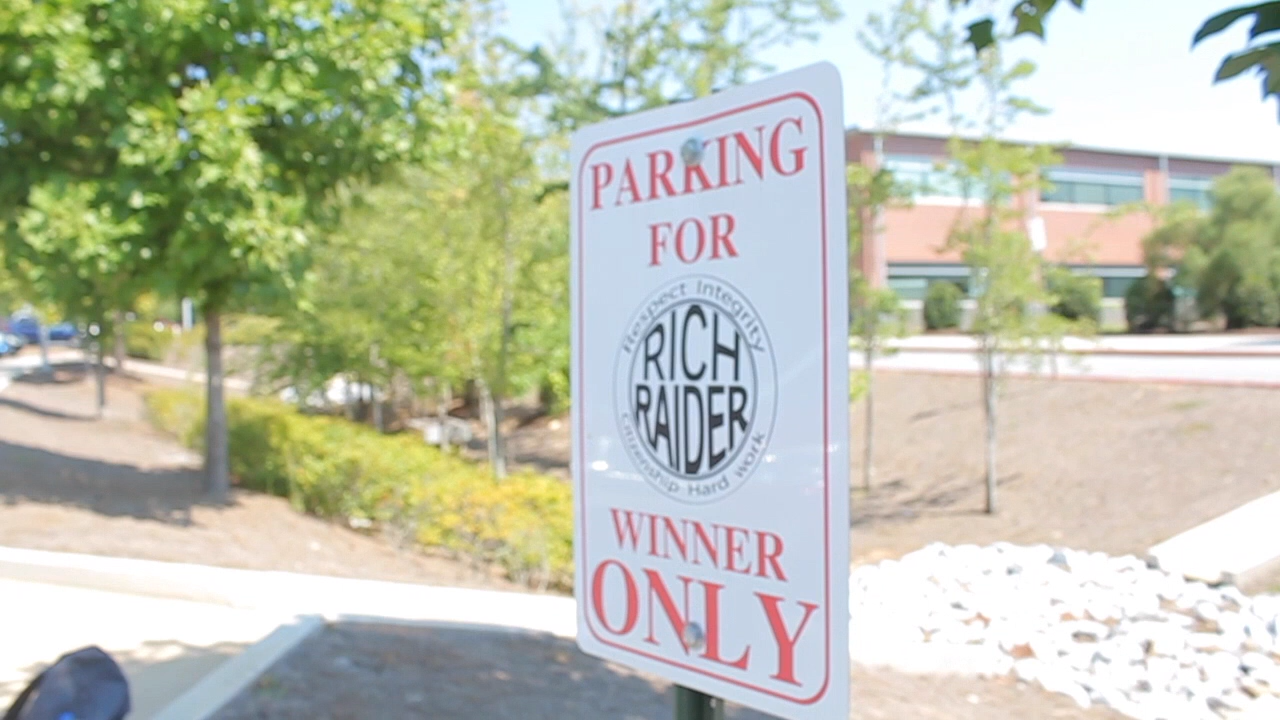 PARKING
FOR
Respect Integrity
RICH
RAIDER
Citizenship Hard work
WINNER
ONLY